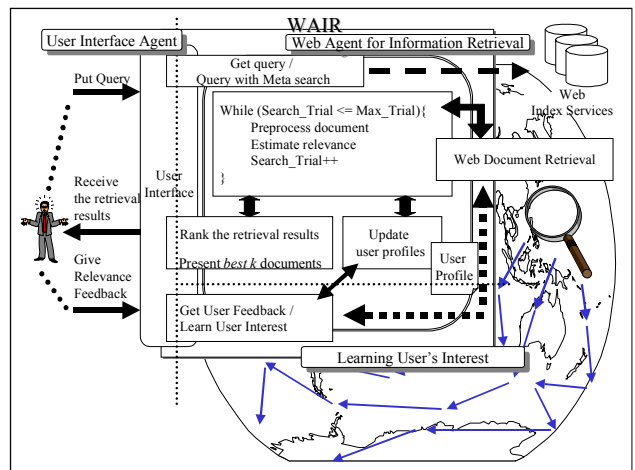 WAIR
User Interface Agent
Web Agent for Information Retrieval
Get query /
Query with Meta search
Put Query
Web
Index Services
While (Search_Trial <= Max_Trial){
Preprocess document
Estimate relevance
Search_Trial++
}
Web Document Retrieval
User
Interface
Receive
the retrieval
results
Rank the retrieval results
Present best k documents
Update
user profiles
User
Profile
Give
Relevance
Feedback
Get User Feedback /
Learn User Interest
Learning User's Interest